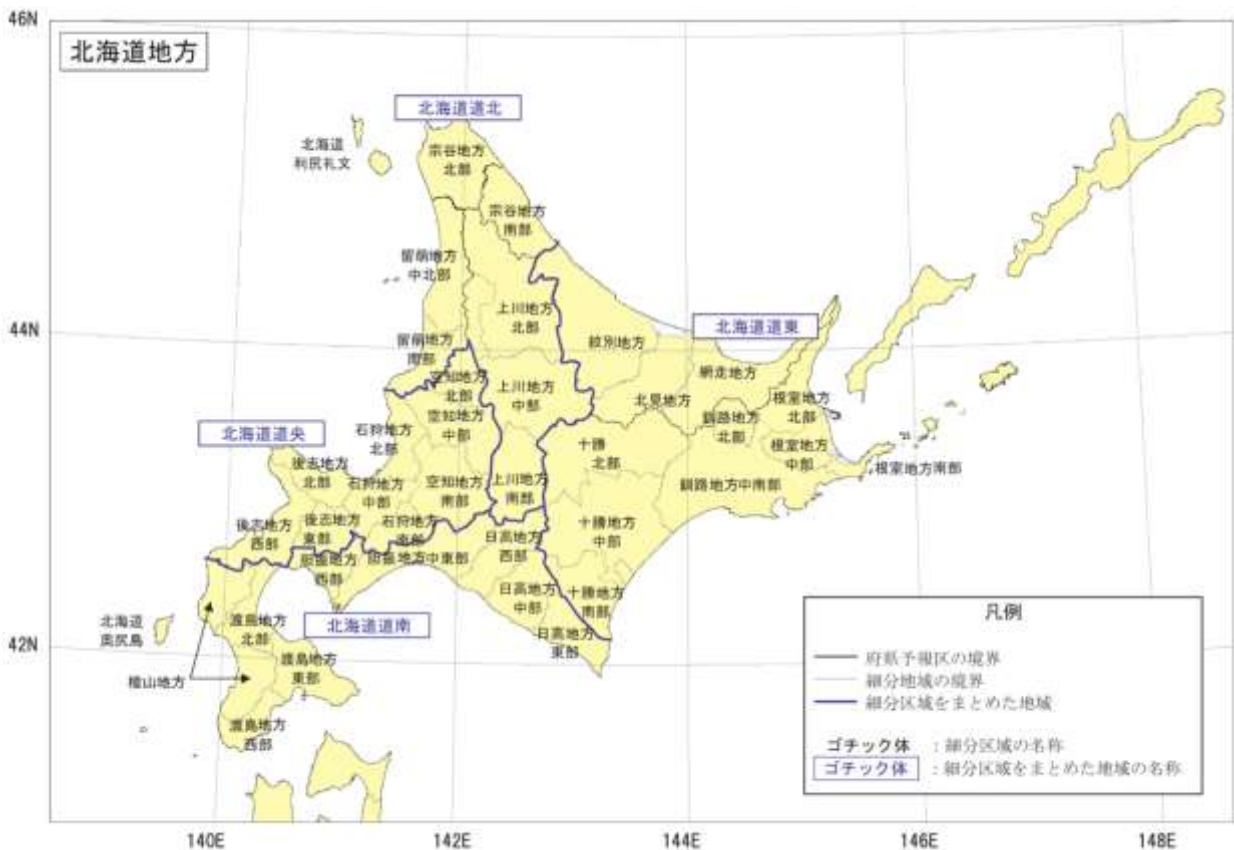 46N
北海道地方
北海道道北
北海道
利尻礼文
宗谷地方
北部
宗谷地方
南部
留萌地方
中北部
上川地方
北部
44N
北海道道東
紋別地方
留萌地方
南部
網走地方
空知地方
北部
上川地方
中部
北見地方
根室地方
北部
釧路地方
北部
空知地方
中部
北海道道央
石狩地方
北部
十勝
北部
根室地方
中部
根室地方南部
後志地方
北部
石狩地方
中部
空知地方
南部
上川地方
南部
釧路地方中南部
後志地方
西部
後志地方
東部
石狩地方
南部
十勝地方
中部
日高地方
西部
胆振地方
西部
胆振地方中東部
日高地方
中部
十勝地方
南部
北海道
奥尻島
渡島地方
北部
北海道道南
日高地方
東部
42N
渡島地方
東部
檜山地方
渡島地方
西部
凡例
府県予報区の境界
細分地域の境界
細分区域をまとめた地域
ゴチック体 :細分区域の名称
ゴチック体 :細分区域をまとめた地域の名称
140E
142E
144E
146E
148E